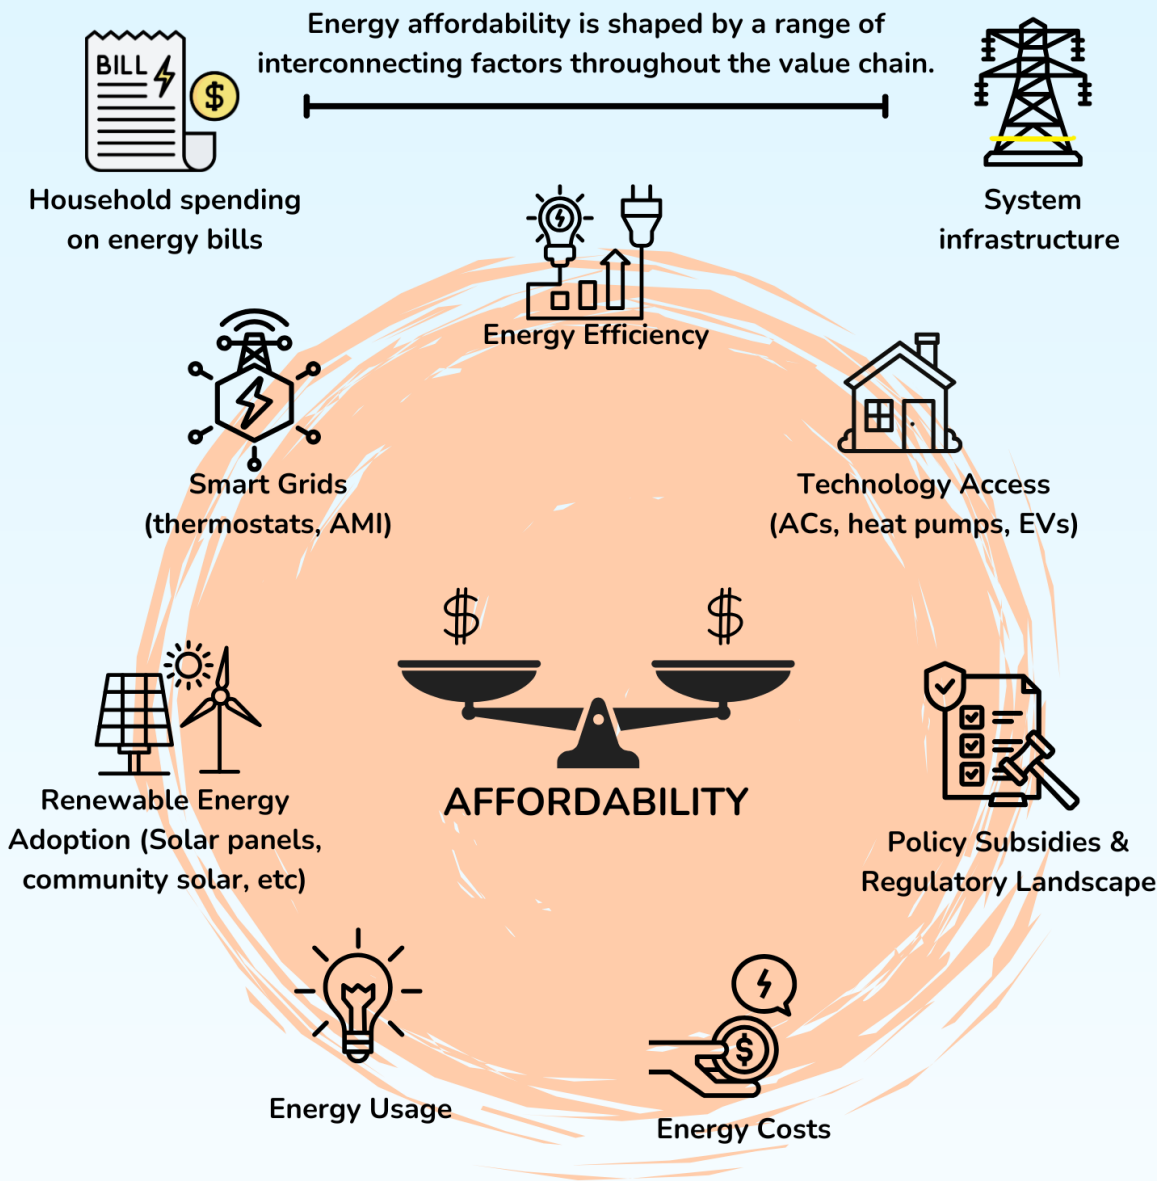 Energy affordability is shaped by a range of
interconnecting factors throughout the value chain.
BILL
$
Household spending
on energy bills
System
infrastructure
Energy Efficiency
Smart Grids
(thermostats, AMI)
Technology Access
(ACs, heat pumps, EVs)
$
$
AFFORDABILITY
Renewable Energy
Adoption (Solar panels,
community solar, etc)
Policy Subsidies &
Regulatory Landscape
Energy Usage
$
Energy Costs